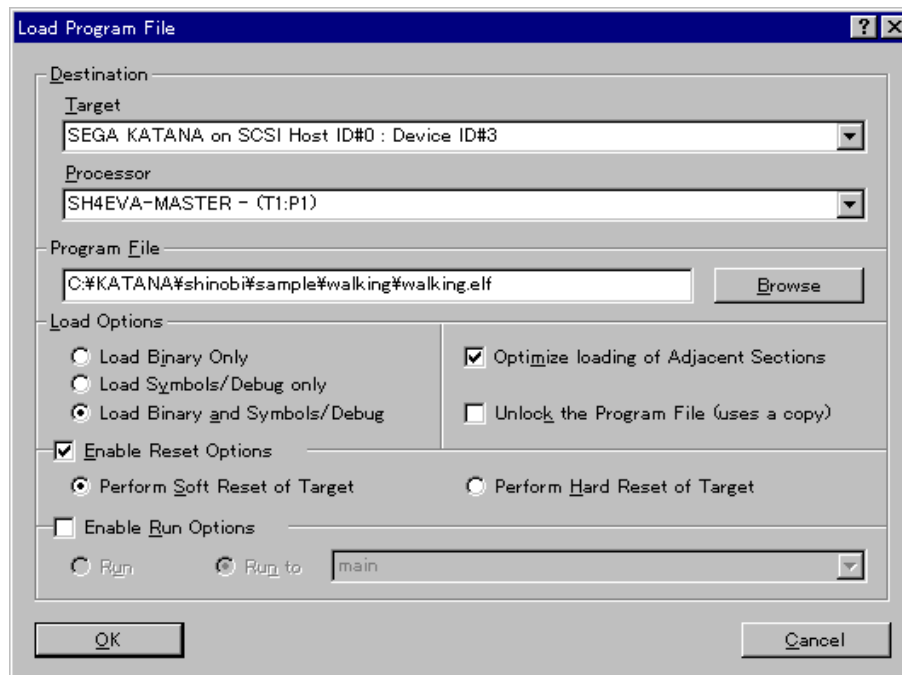 Load Program File
Destination
Target
SEGA KATANA on SCSI Host ID#0 : Device ID#3
Processor
SH4EVA-MASTER - (T1:P1)
Program File
C:¥KATANA¥shinobi¥sample¥walking¥walking.elf
Browse
Load Options
Load Binary Only
Optimize loading of Adjacent Sections
Load Symbols/Debug only
Load Binary and Symbols/Debug
Unlock the Program File (uses a copy)
Enable Reset Options
Perform Soft Reset of Target
Perform Hard Reset of Target
Enable Run Options
Run
Run to
main
OK
Cancel